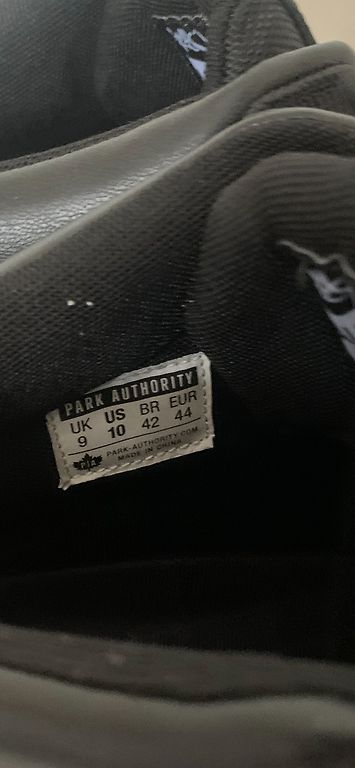 PARK AUTHORITY
UK US BR EUR
9 10 42 44
PARK-AUTHORITY.COM
MADE IN CHINA